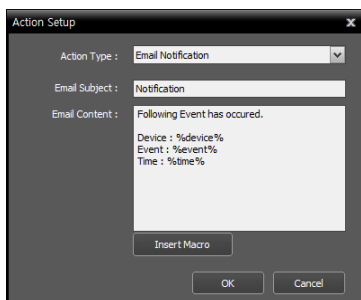 Action Setup x
Action Type : Email Notification
Email Subject : Notification
Email Content : Following Event has occured.
Device : %device%
Event : %event%
Time : %time%
Insert Macro
OK Cancel